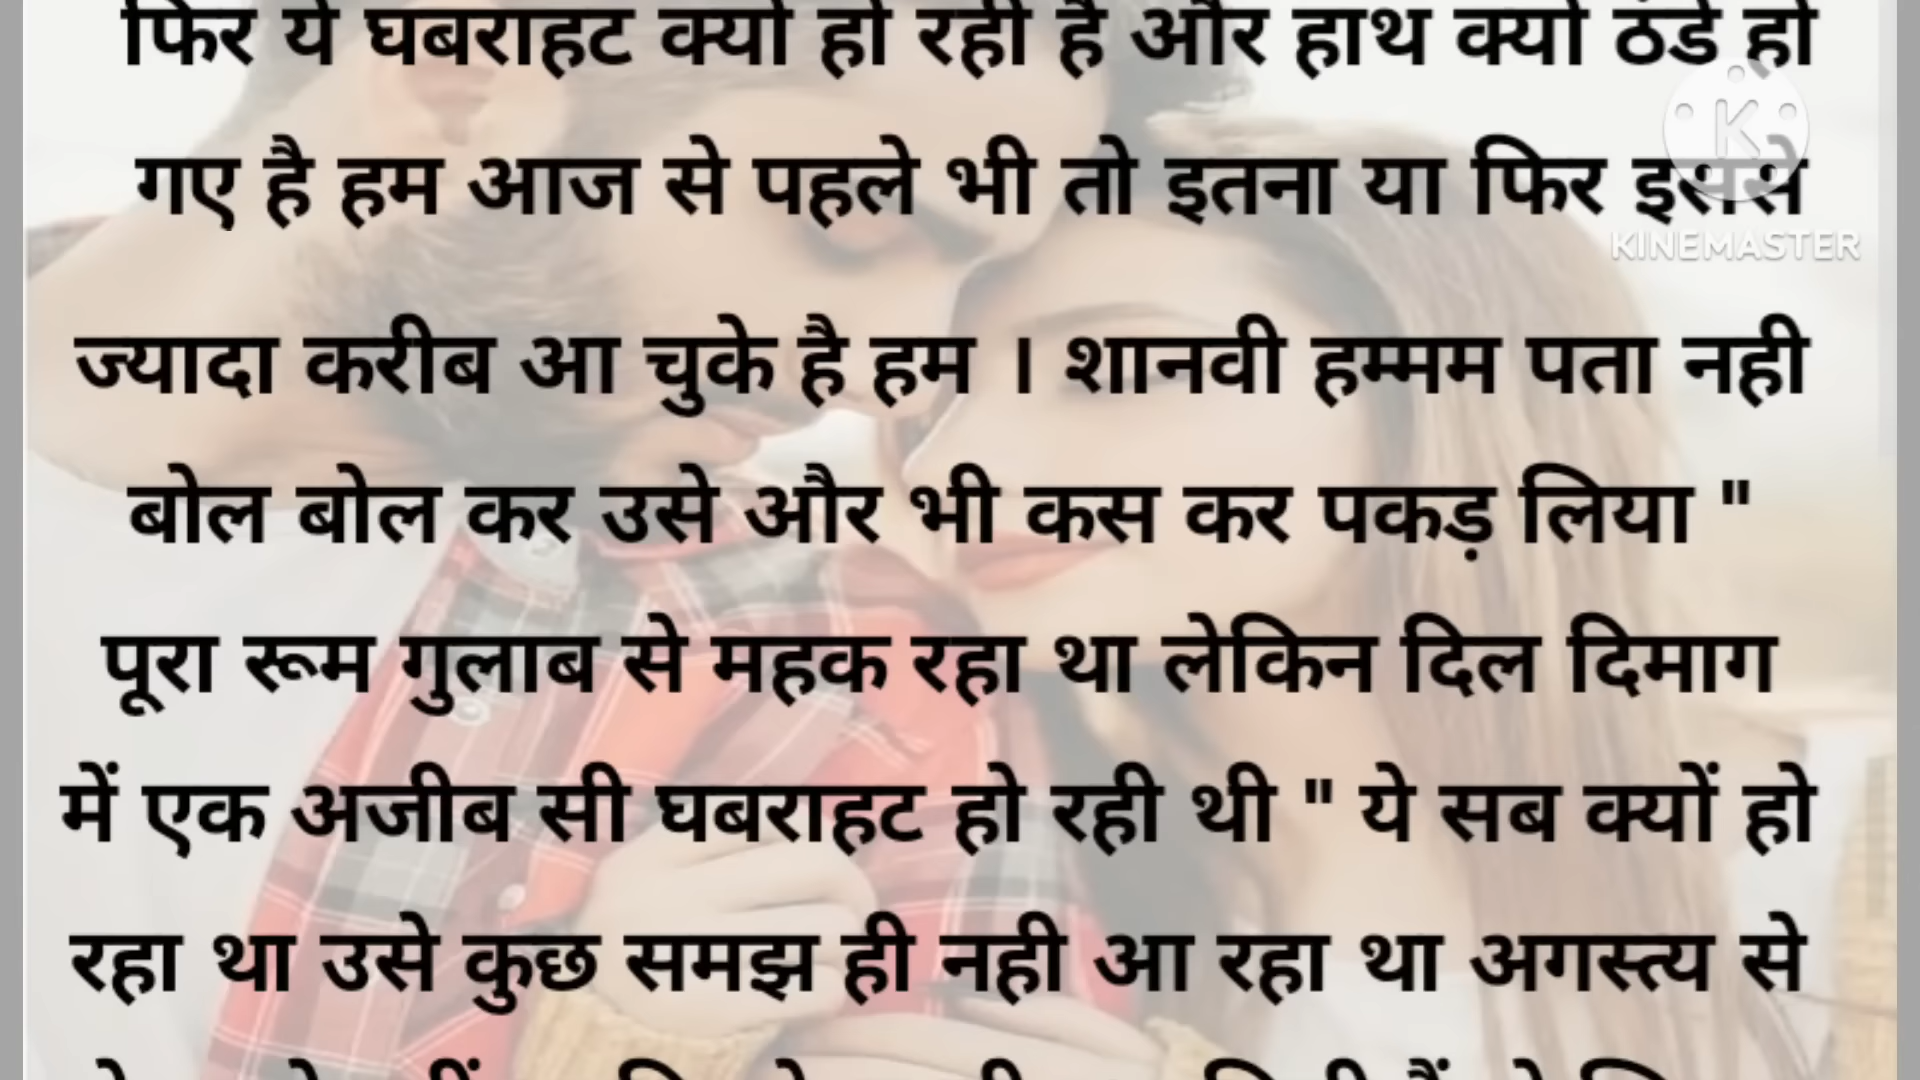 फिर ये घबराहट क्यों हो रही है और हाथ क्यों ठंडे हो
गए है हम आज से पहले भी तो इतना या फिर इससे
ज्यादा करीब आ चुके है हम । शानवी हम्मम पता नही
बोल बोल कर उसे और भी कस कर पकड़ लिया "
पूरा रूम गुलाब से महक रहा था लेकिन दिल दिमाग
में एक अजीब सी घबराहट हो रही थी " ये सब क्यों हो
रहा था उसे कुछ समझ ही नही आ रहा था अगस्त्य से
K
KINEMASTER